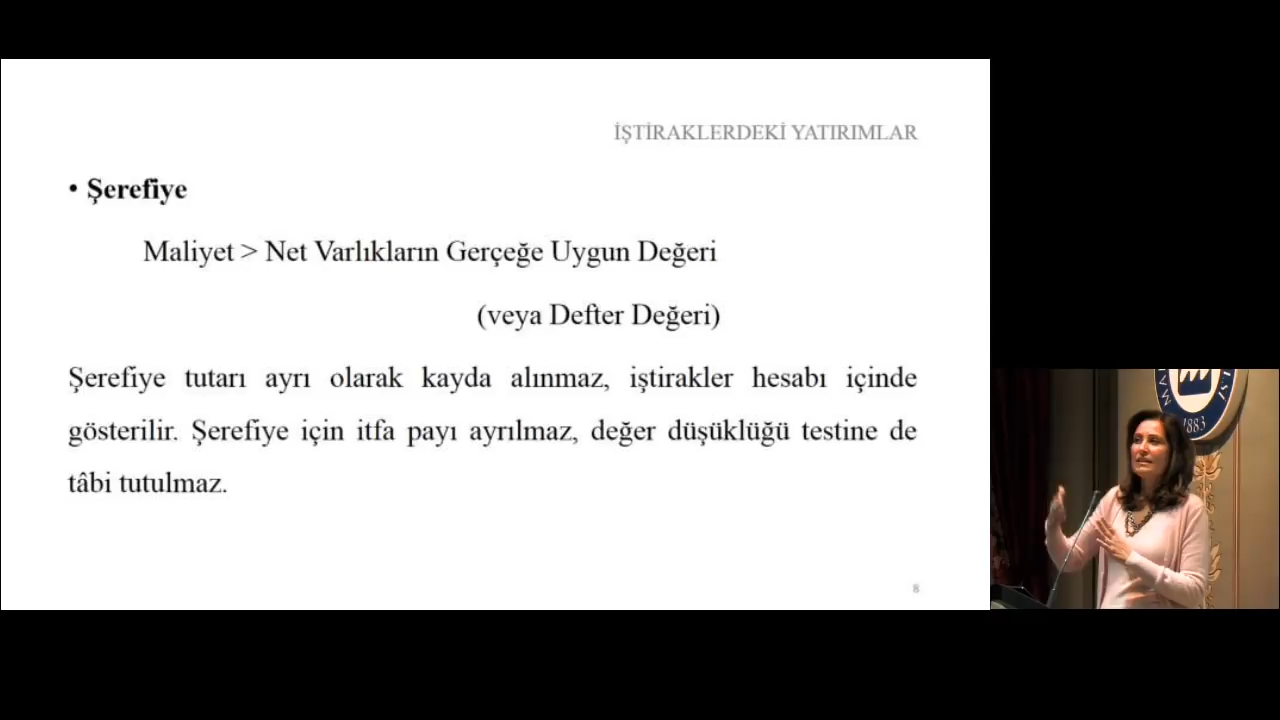 İŞTİRAKLERDEKİ YATIRIMLAR
• Şerefiye
Maliyet > Net Varlıkların Gerçeğe Uygun Değeri
(veya Defter Değeri)
Şerefiye tutarı ayrı olarak kayda alınmaz, iştirakler hesabı içinde
gösterilir. Şerefiye için itfa payı ayrılmaz, değer düşüklüğü testine de
tâbi tutulmaz.
8
1883